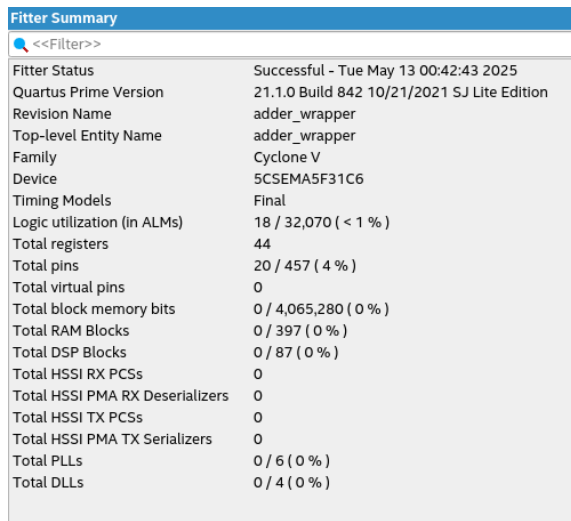 Fitter Summary
<<Filter>>
Fitter Status Successful - Tue May 13 00:42:43 2025
Quartus Prime Version 21.1.0 Build 842 10/21/2021 SJ Lite Edition
Revision Name adder_wrapper
Top-level Entity Name adder_wrapper
Family Cyclone V
Device 5CSEMA5F31C6
Timing Models Final
Logic utilization (in ALMs) 18 / 32,070 ( < 1 % )
Total registers 44
Total pins 20 / 457 ( 4 % )
Total virtual pins 0
Total block memory bits 0 / 4,065,280 ( 0 % )
Total RAM Blocks 0 / 397 ( 0 % )
Total DSP Blocks 0 / 87 ( 0 % )
Total HSSI RX PCSs 0
Total HSSI PMA RX Deserializers 0
Total HSSI TX PCSs 0
Total HSSI PMA TX Serializers 0
Total PLLs 0 / 6 ( 0 % )
Total DLLs 0 / 4 ( 0 % )